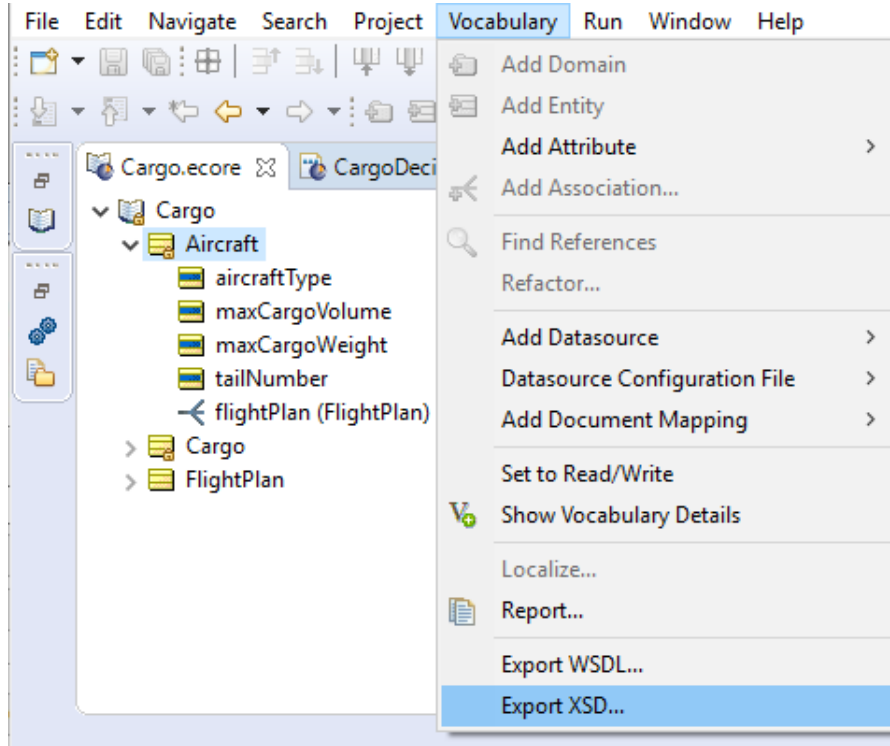 File Edit Navigate Search Project Vocabulary Run Window Help
Add Domain
Add Entity
Add Attribute
Add Association...
Find References
Refactor...
Add Datasource
Datasource Configuration File
Add Document Mapping
Set to Read/Write
Show Vocabulary Details
Localize...
Report...
Export WSDL...
Export XSD...
Cargo.ecore CargoDeci
Cargo
Aircraft
aircraftType
maxCargoVolume
maxCargoWeight
tailNumber
flightPlan (FlightPlan)
Cargo
FlightPlan